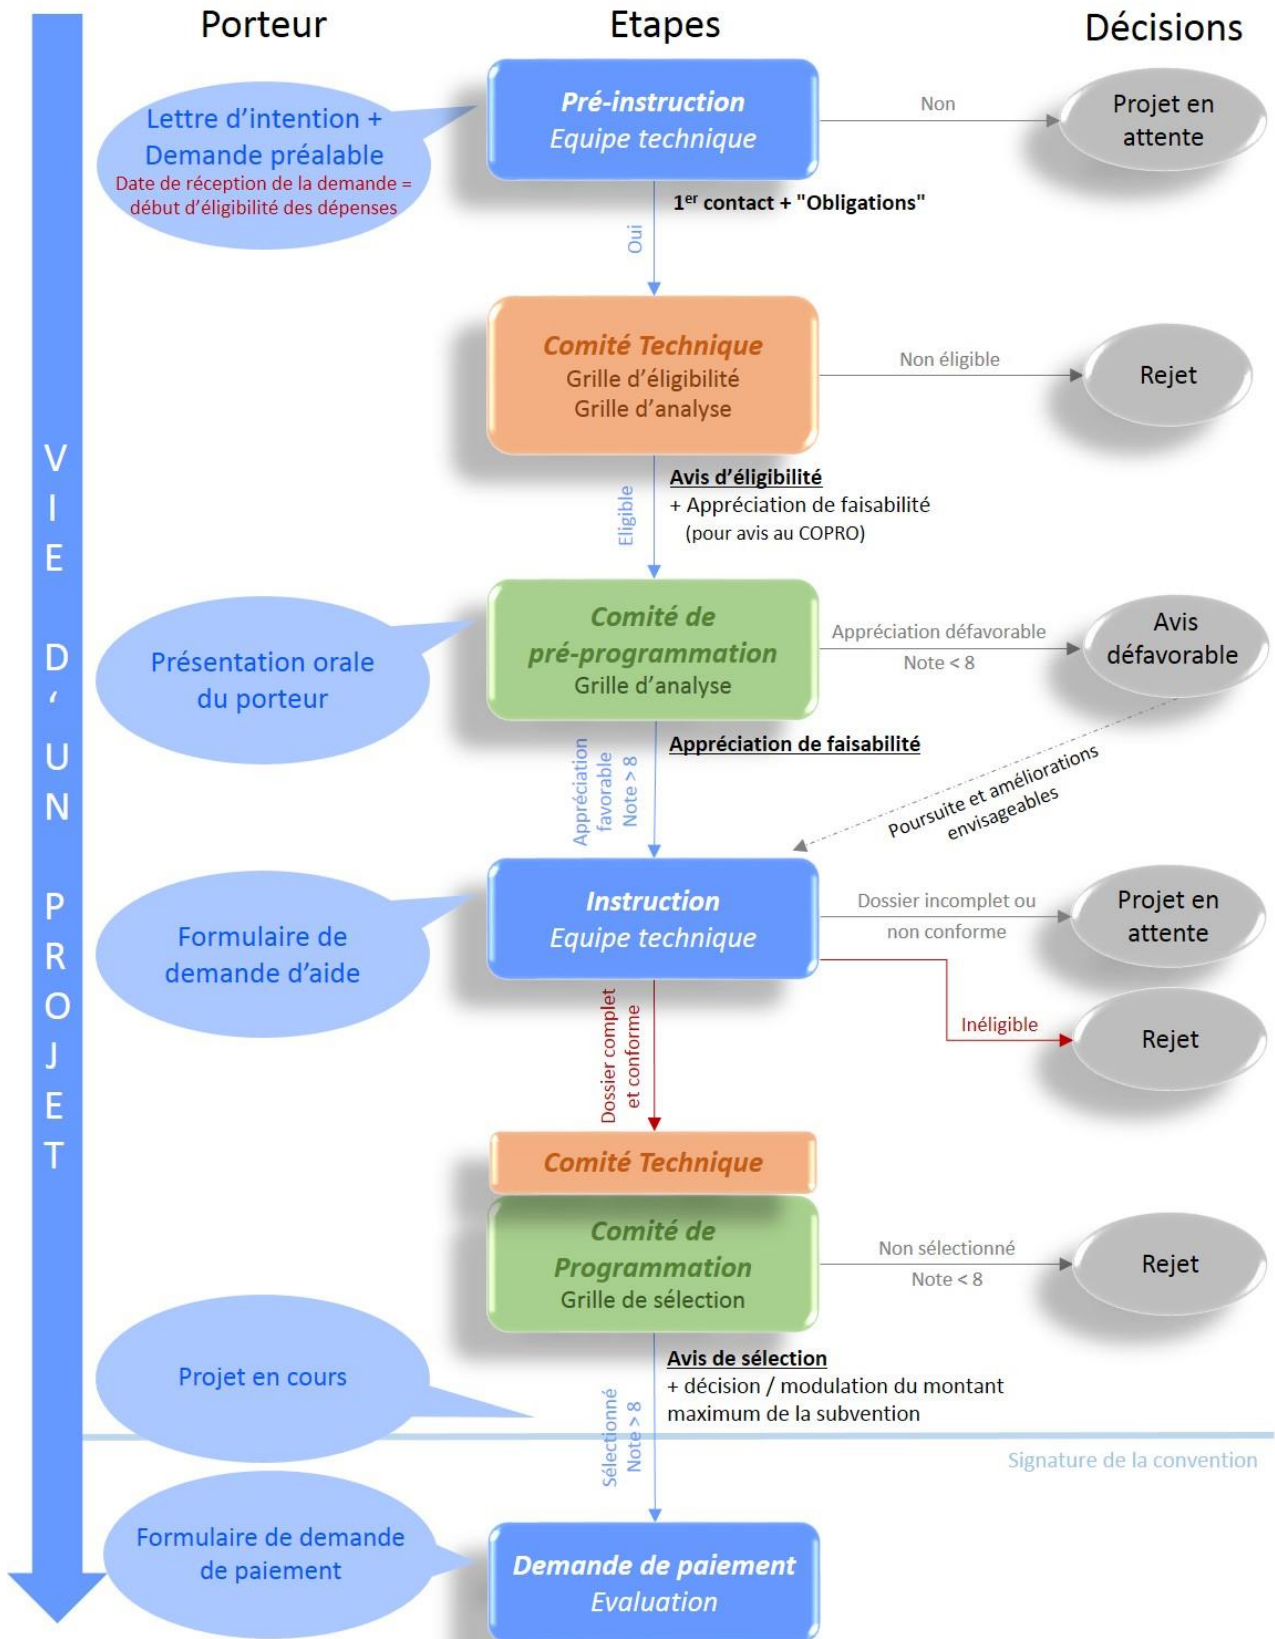 Porteur
Etapes
Décisions
VIE D‘UN PROJET
Lettre d’intention +
Demande préalable
Date de réception de la demande =
début d’éligibilité des dépenses
Pré-instruction
Equipe technique
Non
Projet en
attente
1er contact + "Obligations"
Oui
Comité Technique
Grille d’éligibilité
Grille d’analyse
Non éligible
Rejet
Avis d’éligibilité
+ Appréciation de faisabilité
(pour avis au COPRO)
Eligible
Présentation orale
du porteur
Comité de
pré-programmation
Grille d’analyse
Appréciation défavorable
Note < 8
Avis
défavorable
Appréciation de faisabilité
Appréciation
favorable
Note > 8
Poursuite et améliorations
envisageables
Formulaire de
demande d’aide
Instruction
Equipe technique
Dossier incomplet ou
non conforme
Projet en
attente
Inéligible
Rejet
Dossier complet
et conforme
Comité Technique
Comité de
Programmation
Grille de sélection
Non sélectionné
Note < 8
Rejet
Projet en cours
Avis de sélection
+ décision / modulation du montant
maximum de la subvention
Sélectionné
Note > 8
Signature de la convention
Formulaire de demande
de paiement
Demande de paiement
Evaluation